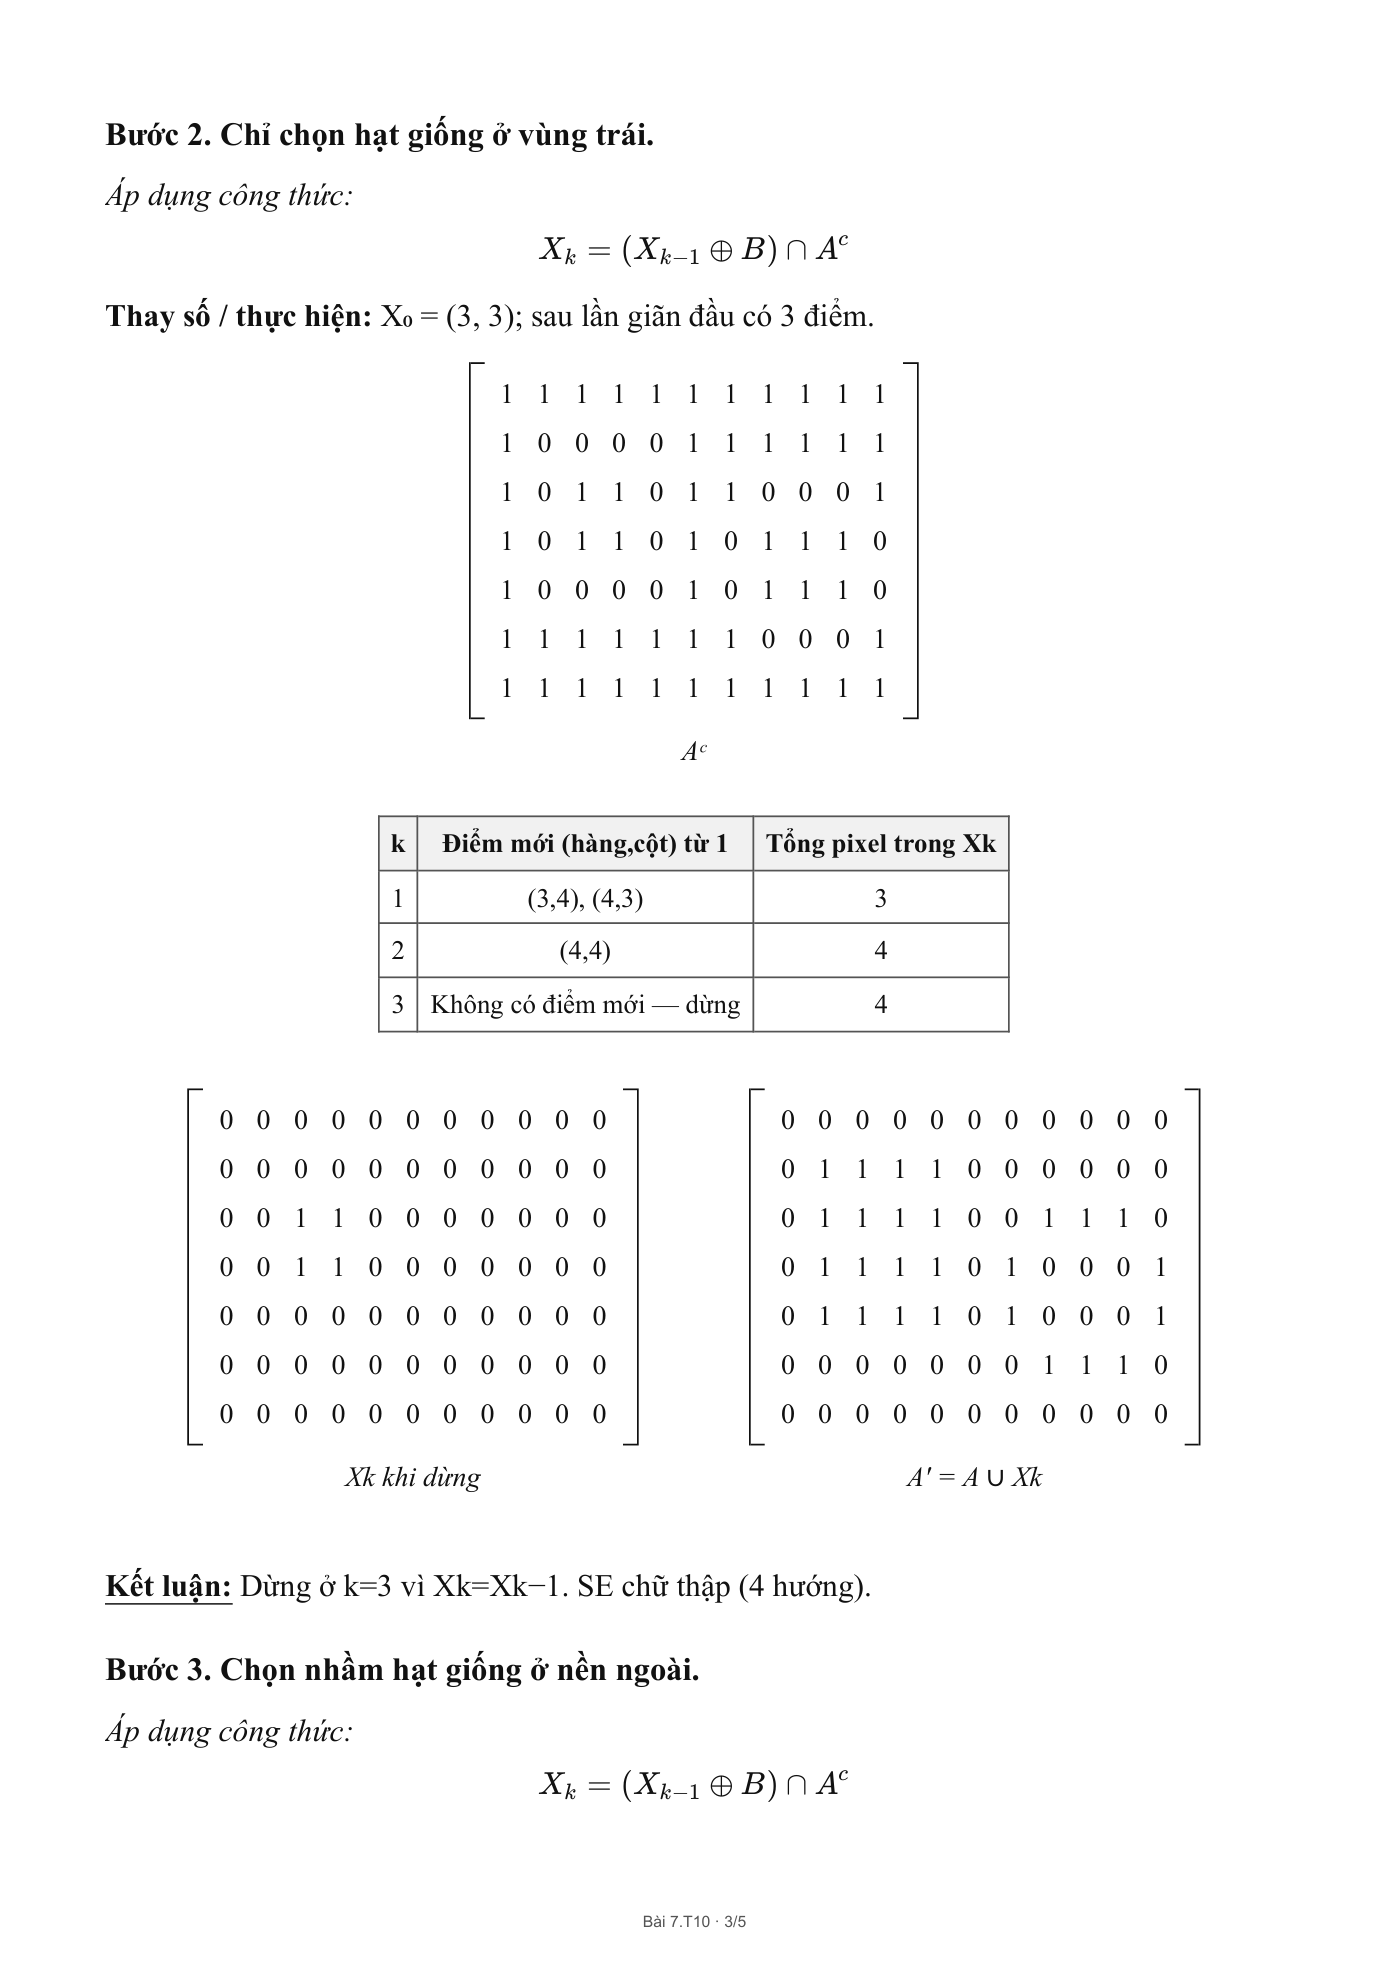 Bước 2. Chỉ chọn hạt giống ở vùng trái.
Áp dụng công thức:
X_k = (X_{k−1} ⊕ B) ∩ A^c
Thay số / thực hiện: X₀ = (3, 3); sau lần giãn đầu có 3 điểm.
1 1 1 1 1 1 1 1 1 1 1
1 0 0 0 0 1 1 1 1 1 1
1 0 1 1 0 1 1 0 0 0 1
1 0 1 1 0 1 0 1 1 1 0
1 0 0 0 0 1 0 1 1 1 0
1 1 1 1 1 1 1 0 0 0 1
1 1 1 1 1 1 1 1 1 1 1
A^c
k Điểm mới (hàng,cột) từ 1 Tổng pixel trong Xk
1 (3,4), (4,3) 3
2 (4,4) 4
3 Không có điểm mới — dừng 4
0 0 0 0 0 0 0 0 0 0 0
0 0 0 0 0 0 0 0 0 0 0
0 0 1 1 0 0 0 0 0 0 0
0 0 1 1 0 0 0 0 0 0 0
0 0 0 0 0 0 0 0 0 0 0
0 0 0 0 0 0 0 0 0 0 0
0 0 0 0 0 0 0 0 0 0 0
Xk khi dừng
0 0 0 0 0 0 0 0 0 0 0
0 1 1 1 1 0 0 0 0 0 0
0 1 1 1 1 0 0 1 1 1 0
0 1 1 1 1 0 1 0 0 0 1
0 1 1 1 1 0 1 0 0 0 1
0 0 0 0 0 0 0 1 1 1 0
0 0 0 0 0 0 0 0 0 0 0
A′ = A ∪ Xk
Kết luận: Dừng ở k=3 vì Xk=Xk−1. SE chữ thập (4 hướng).
Bước 3. Chọn nhầm hạt giống ở nền ngoài.
Áp dụng công thức:
X_k = (X_{k−1} ⊕ B) ∩ A^c
Bài 7.T10 · 3/5